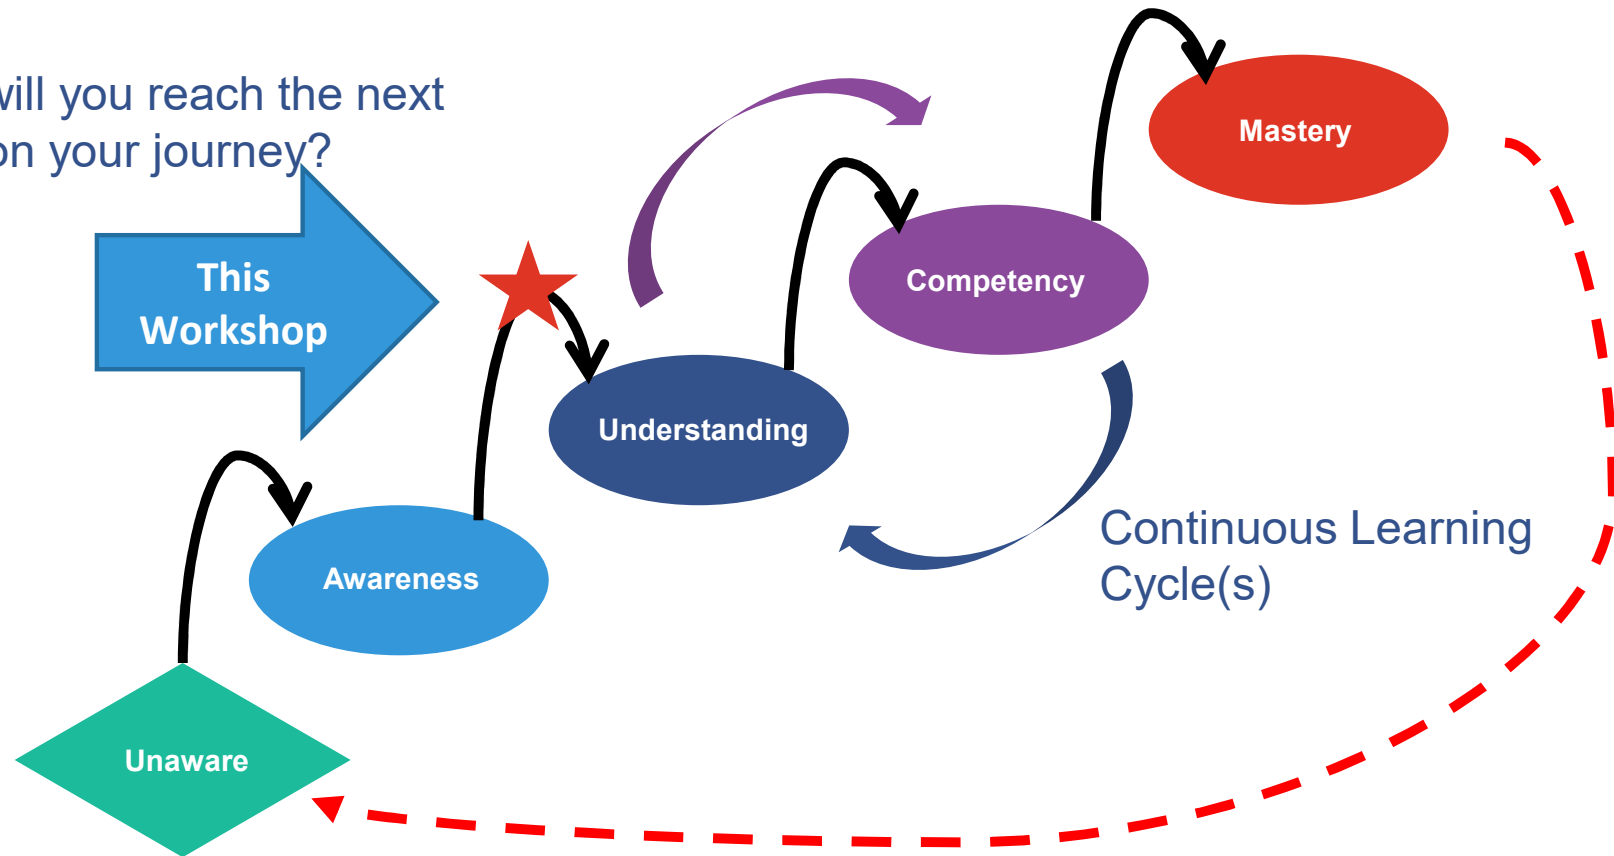 will you reach the next
on your journey?
This
Workshop
Mastery
Competency
Understanding
Continuous Learning
Cycle(s)
Awareness
Unaware